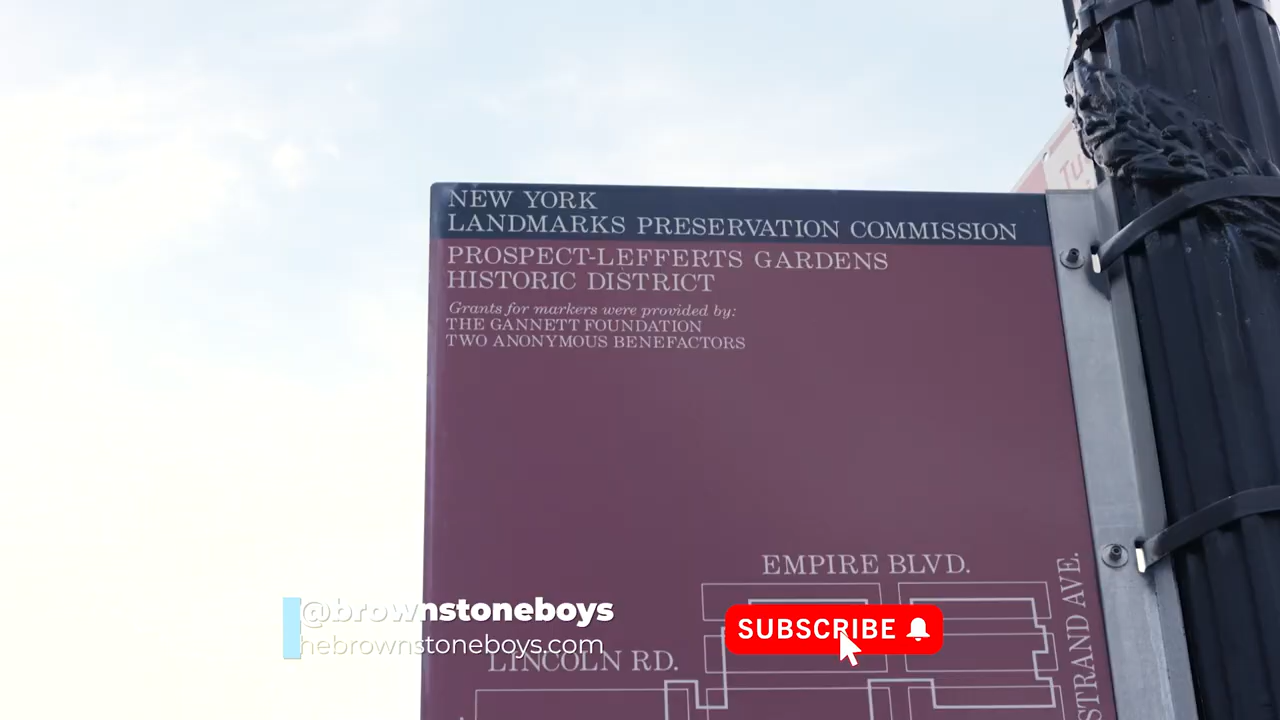 NEW YORK
LANDMARKS PRESERVATION COMMISSION
PROSPECT-LEFFERTS GARDENS
HISTORIC DISTRICT
Grants for markers were provided by:
THE GANNETT FOUNDATION
TWO ANONYMOUS BENEFACTORS
EMPIRE BLVD.
STRAND AVE.
@brownstoneboys
SUBSCRIBE
hebrownstoneboys.com
LINCOLN RD.